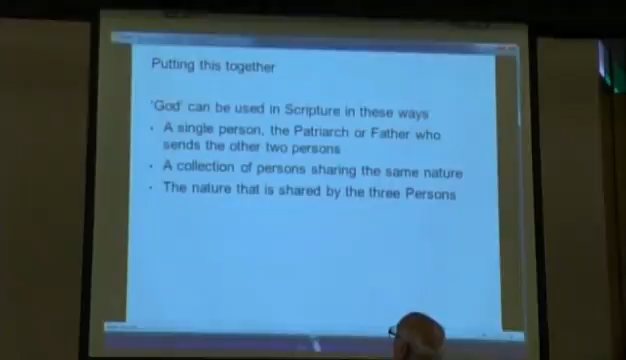 Putting this together
'God' can be used in Scripture in these ways
· A single person, the Patriarch or Father who
sends the other two persons
· A collection of persons sharing the same nature
· The nature that is shared by the three Persons